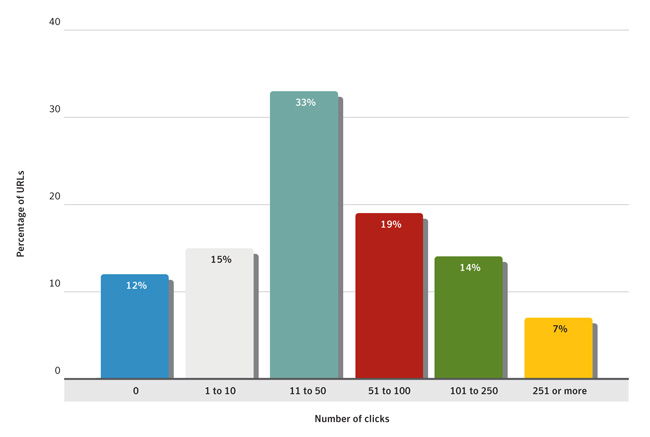 40
30
20
10
0
Percentage of URLs
12%
15%
33%
19%
14%
7%
0
1 to 10
11 to 50
51 to 100
101 to 250
251 or more
Number of clicks